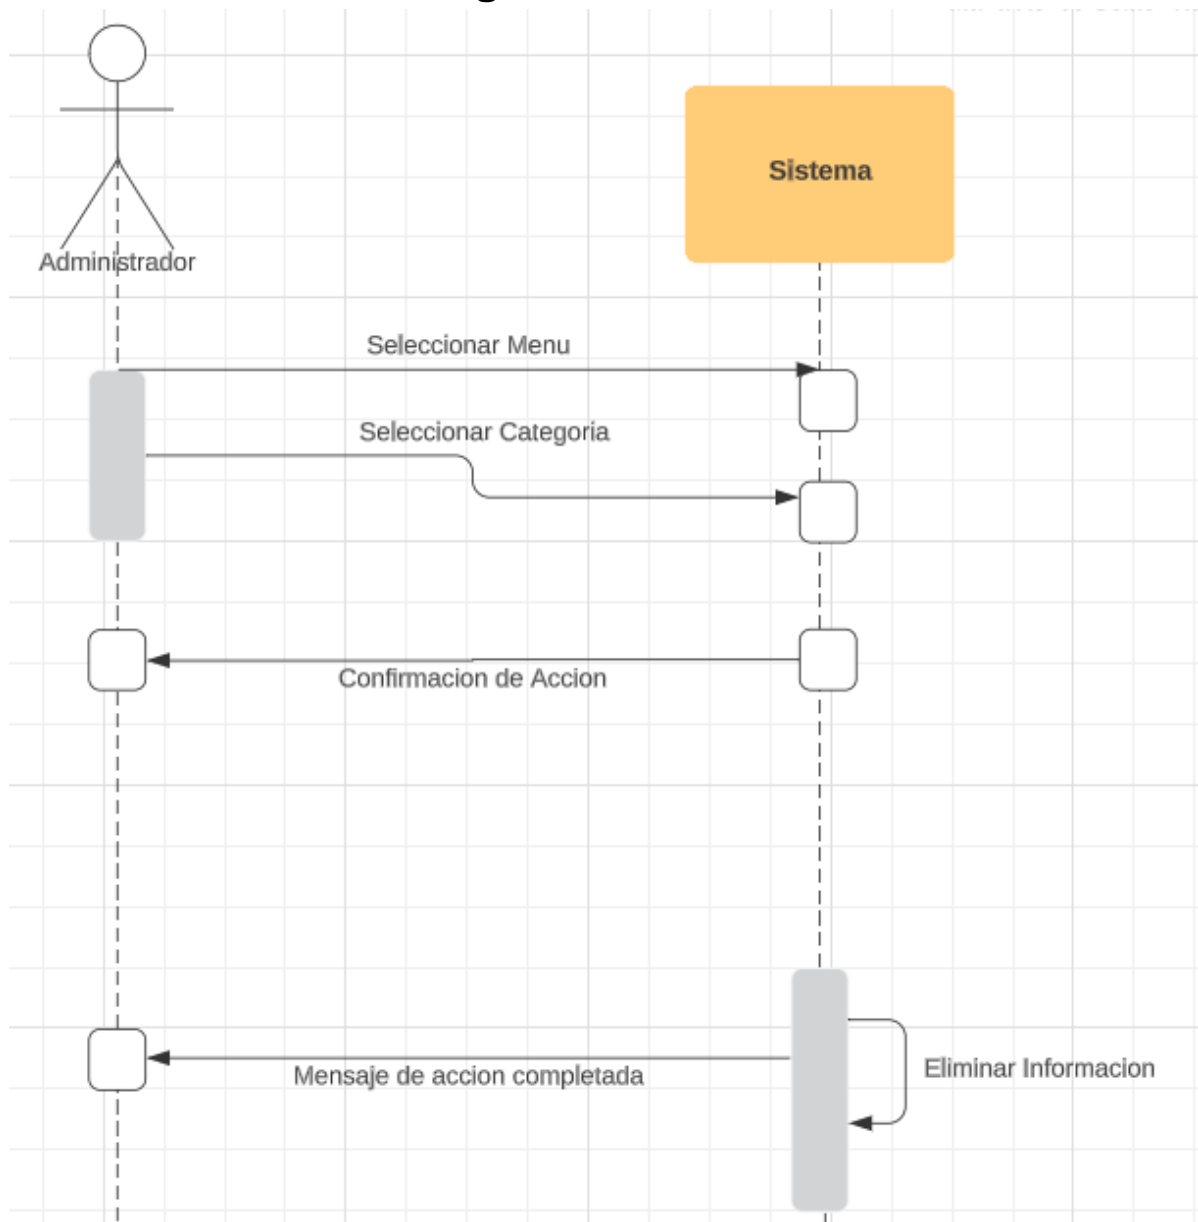 Sistema
Administrador
Seleccionar Menu
Seleccionar Categoria
Confirmacion de Accion
Eliminar Informacion
Mensaje de accion completada